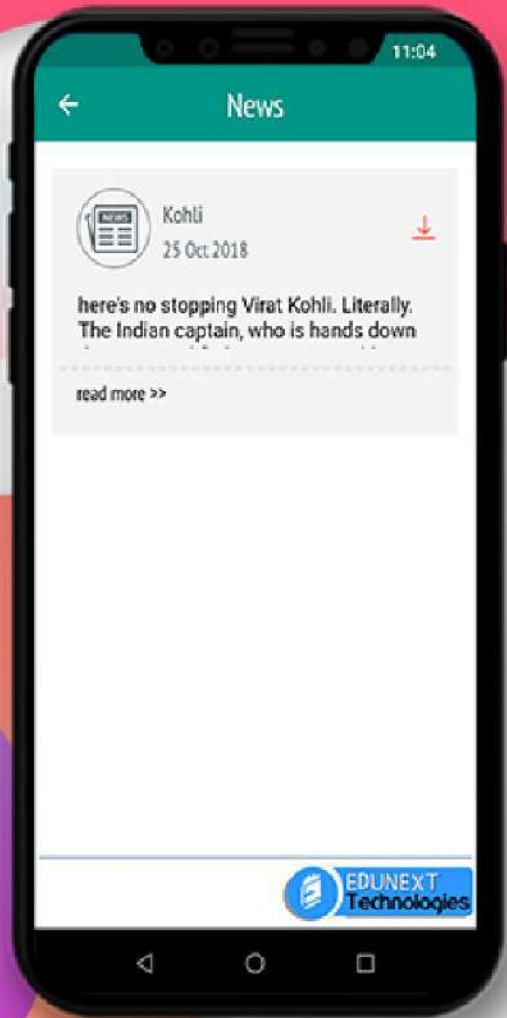 11:04
News
NEWS
Kohli
25 Oct 2018
here's no stopping Virat Kohli. Literally.
The Indian captain, who is hands down
read more >>
EDUNEXT
Technologies